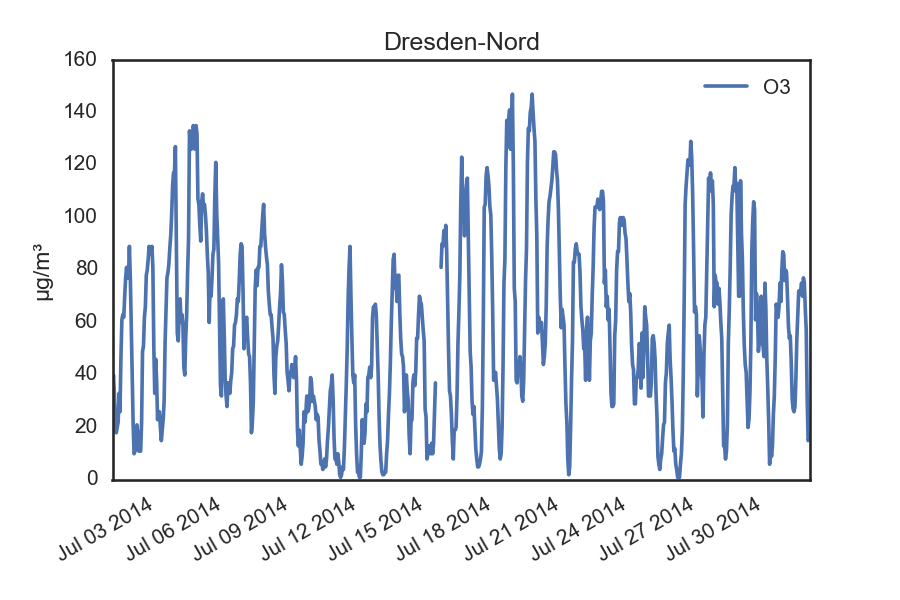 Dresden-Nord
O3
µg/m³
160
140
120
100
80
60
40
20
0
Jul 03 2014
Jul 06 2014
Jul 09 2014
Jul 12 2014
Jul 15 2014
Jul 18 2014
Jul 21 2014
Jul 24 2014
Jul 27 2014
Jul 30 2014